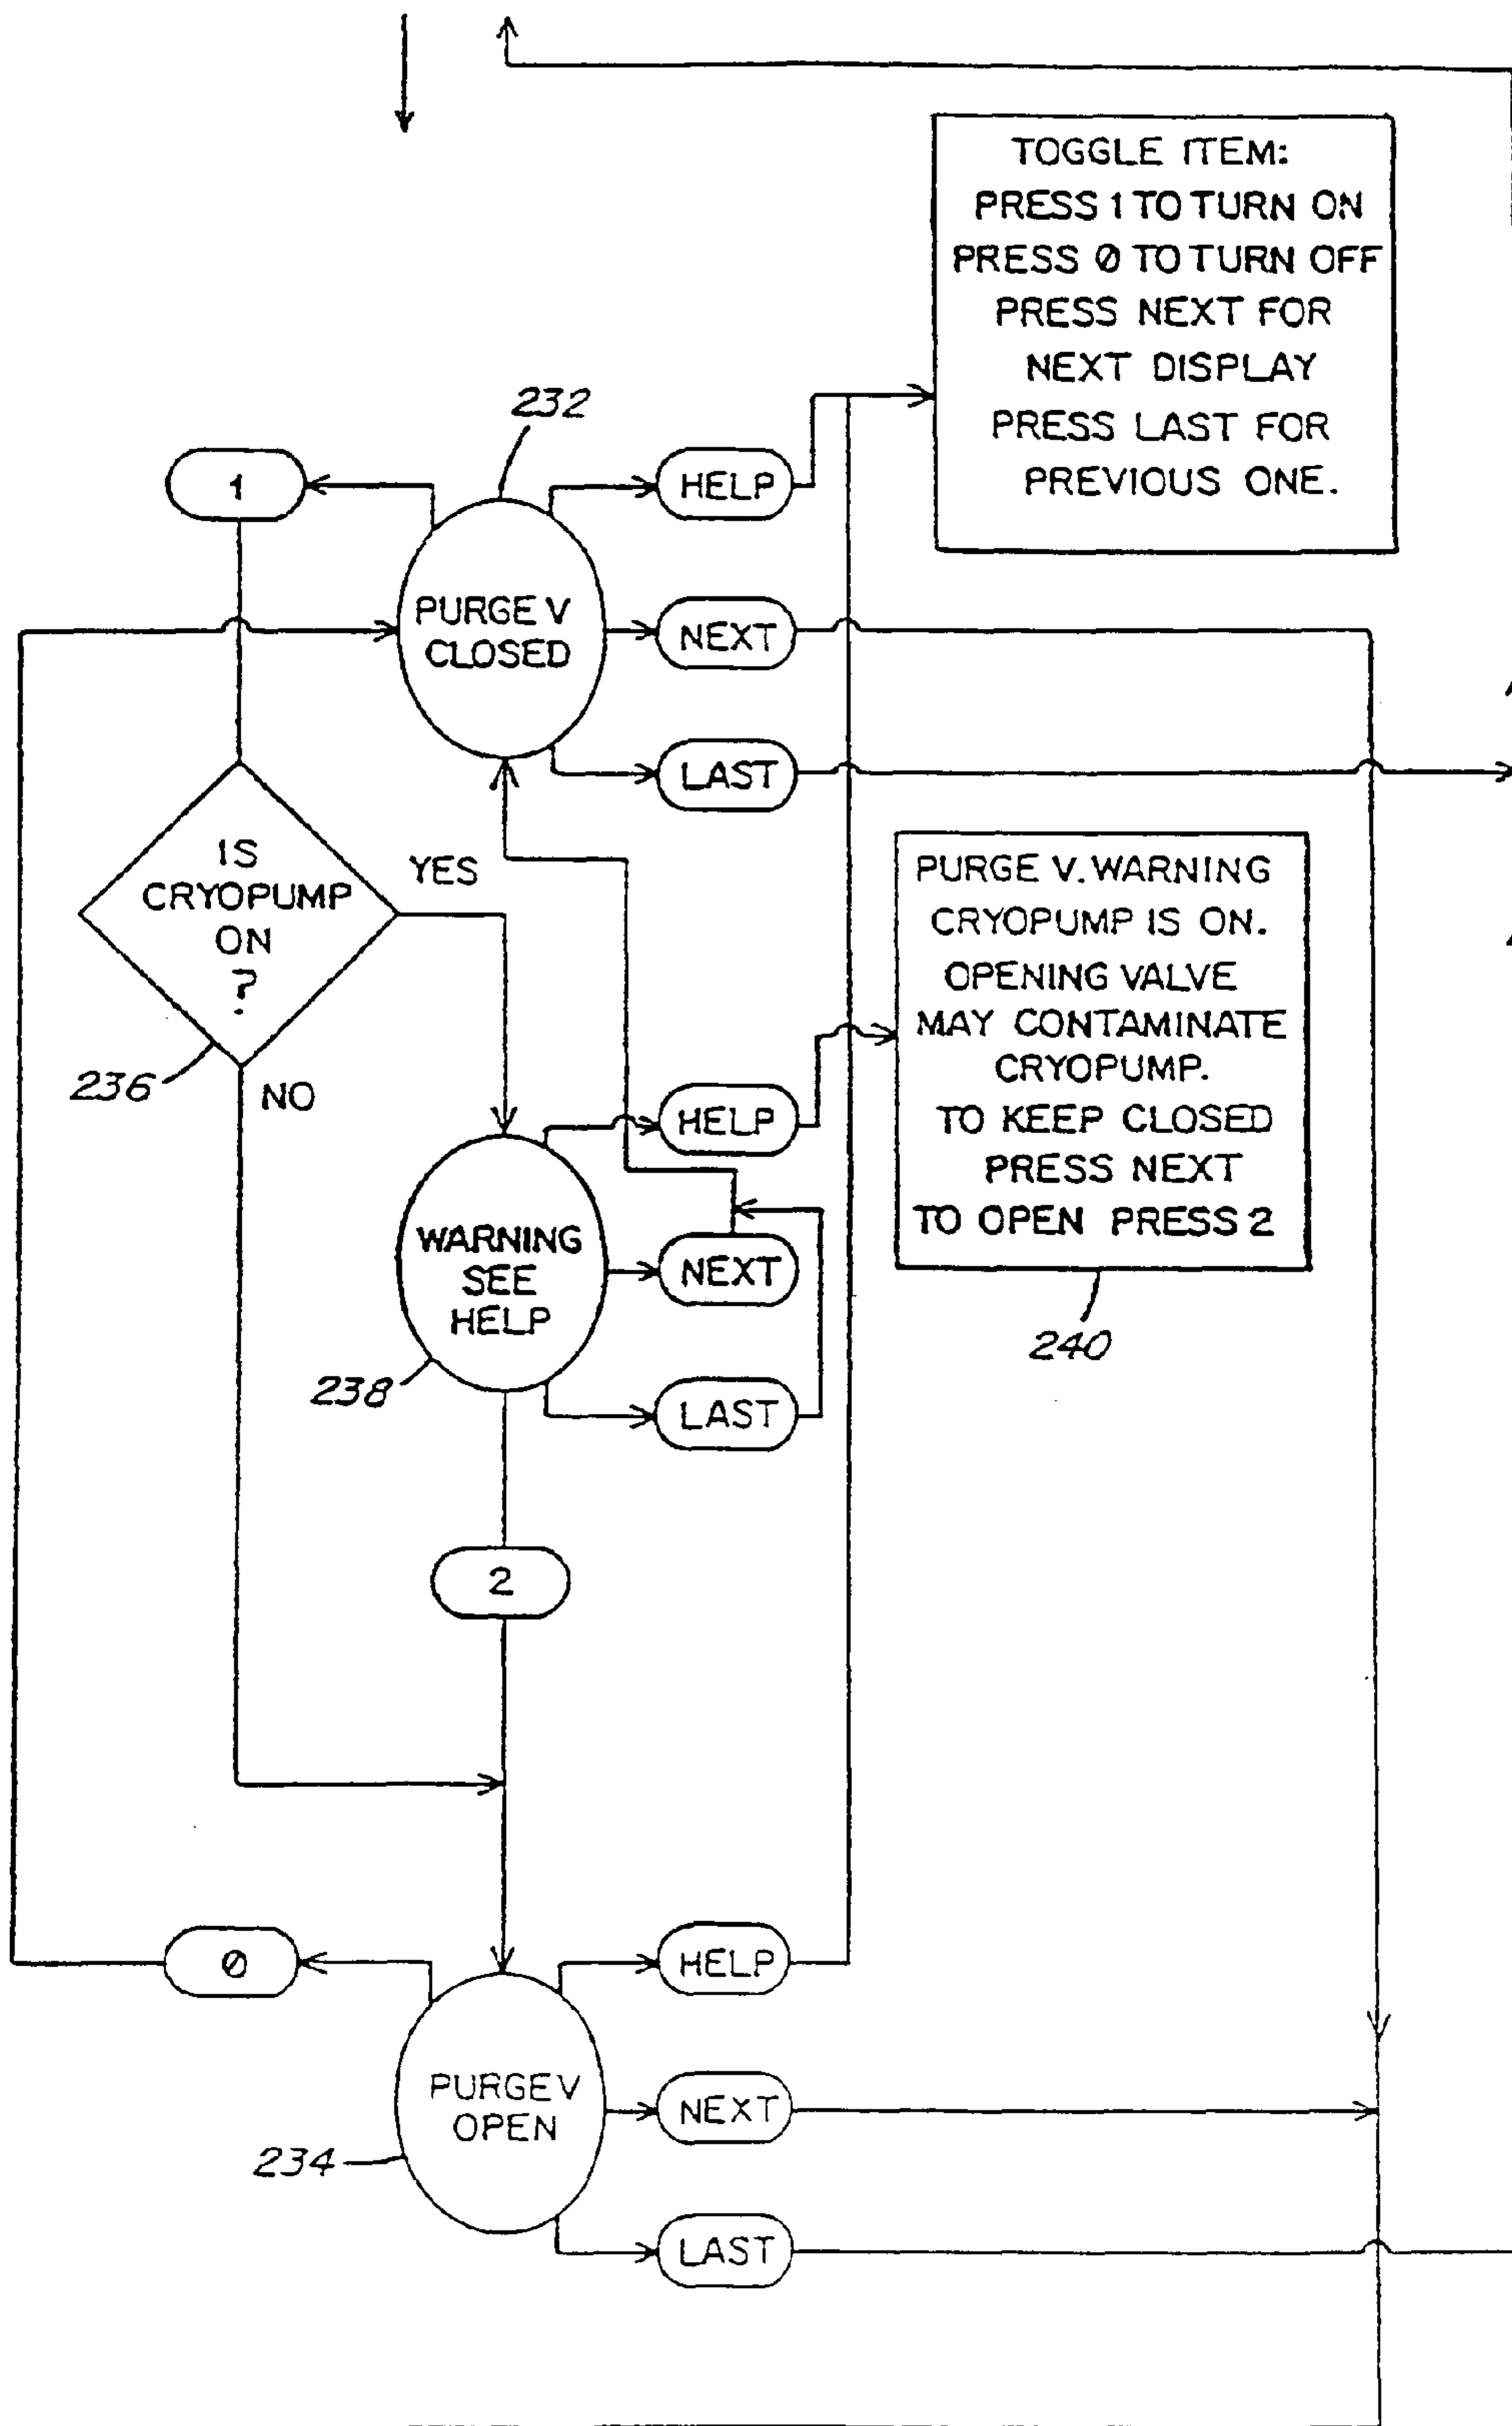 TOGGLE ITEM:
PRESS 1 TO TURN ON
PRESS 0 TO TURN OFF
PRESS NEXT FOR
NEXT DISPLAY
PRESS LAST FOR
PREVIOUS ONE.
232
1
HELP
PURGE V
CLOSED
NEXT
LAST
IS
CRYOPUMP
ON
?
YES
236
NO
PURGE V. WARNING
CRYOPUMP IS ON.
OPENING VALVE
MAY CONTAMINATE
CRYOPUMP.
TO KEEP CLOSED
PRESS NEXT
TO OPEN PRESS 2
240
HELP
WARNING
SEE
HELP
NEXT
238
LAST
2
0
HELP
PURGE V
OPEN
NEXT
234
LAST